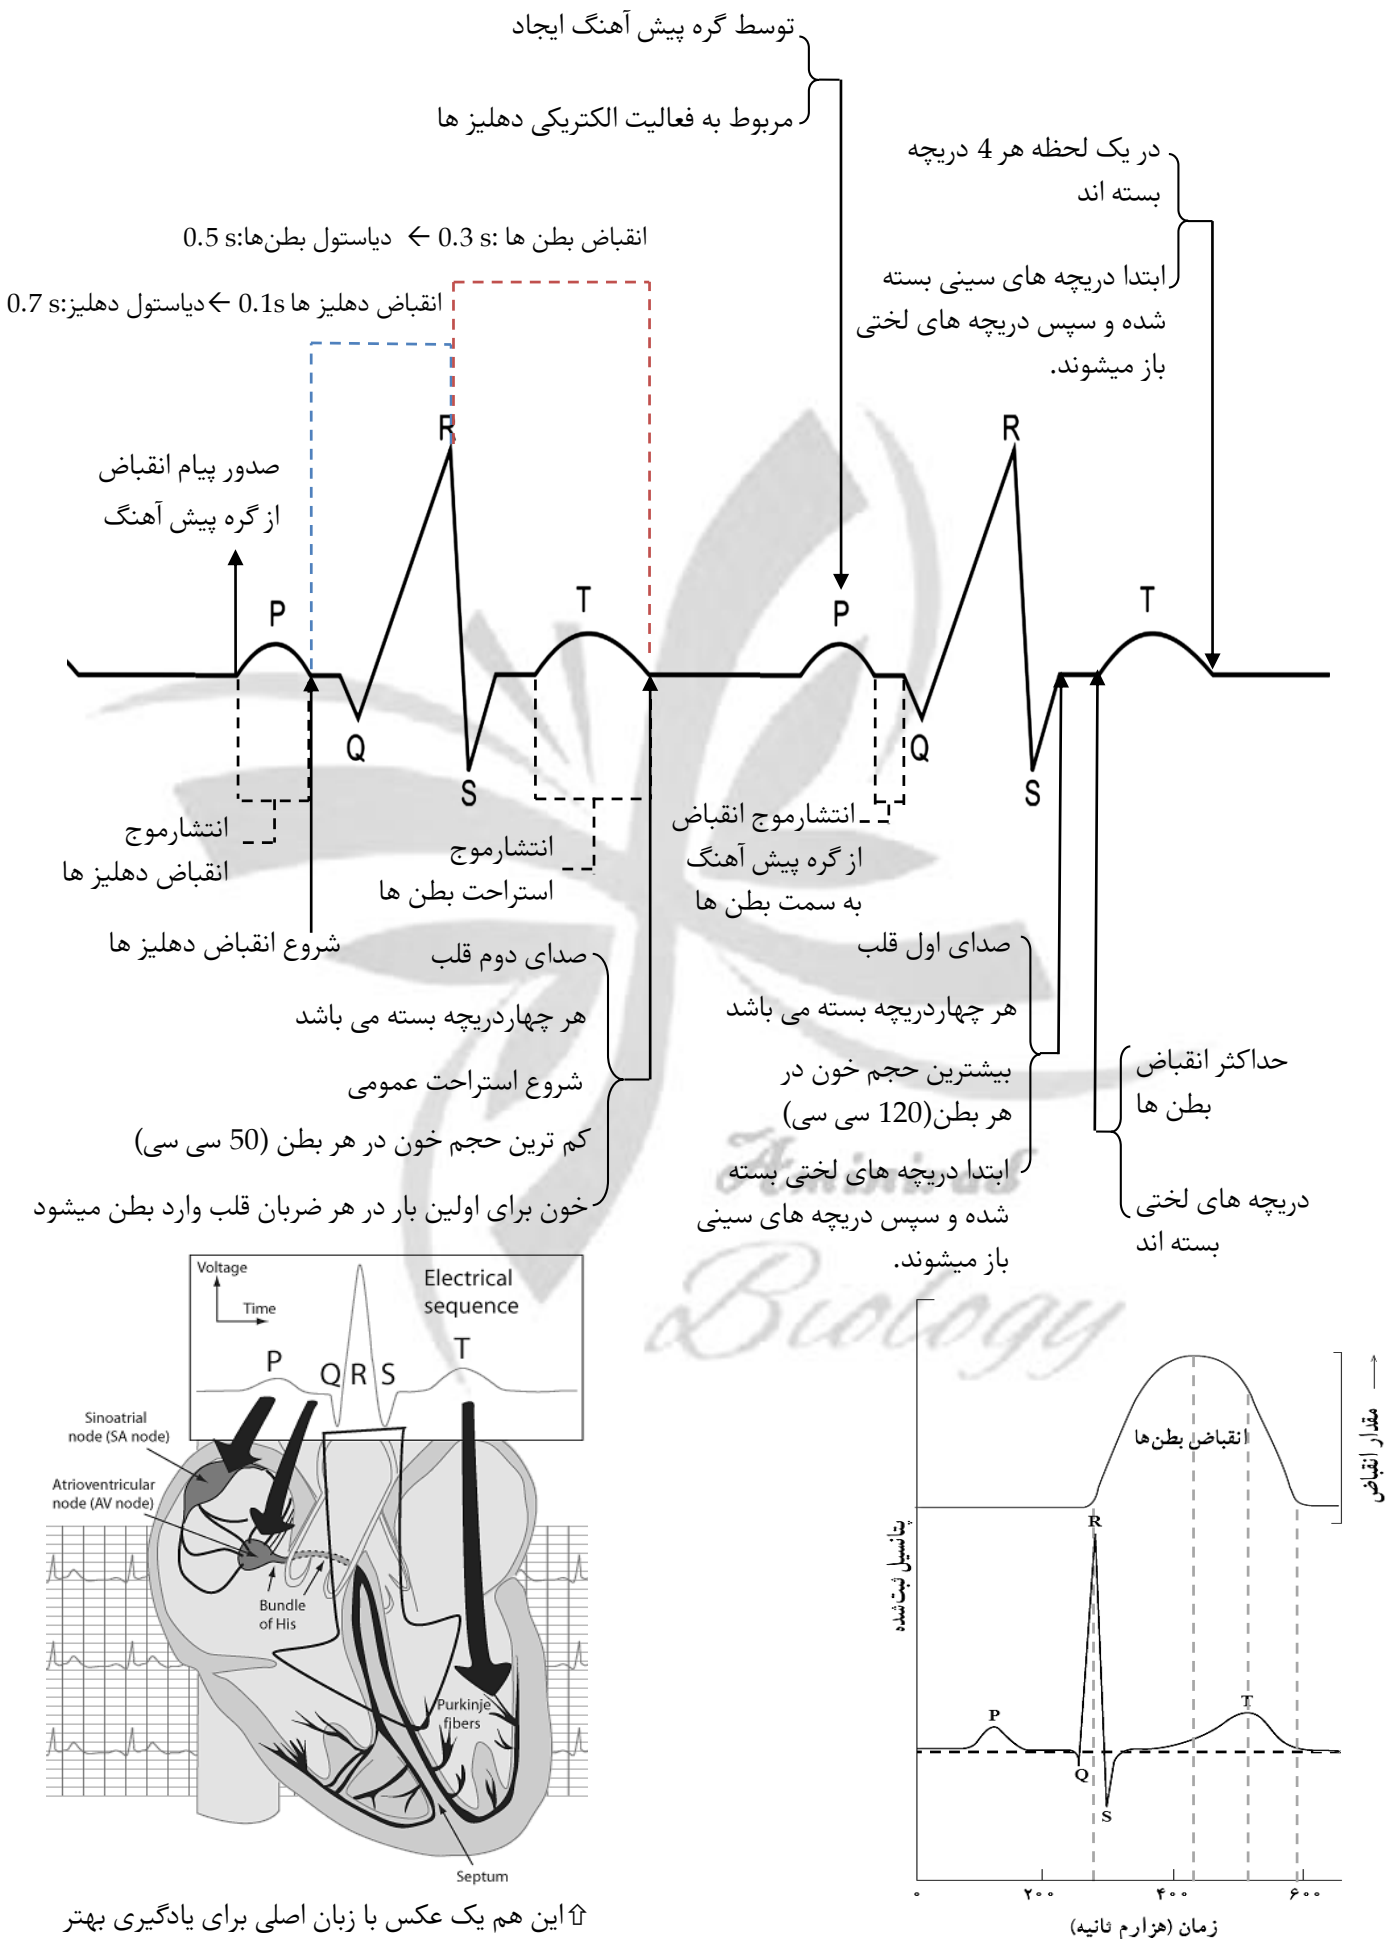 توسط گره پیش آهنگ ایجاد
مربوط به فعالیت الکتریکی دهلیز ها
در یک لحظه هر 4 دریچه
بسته اند
ابتدا دریچه های سینی بسته
شده و سپس دریچه های لختی
باز میشوند.
انقباض بطن ها :0.3 s ← دیاستول بطن‌ها:0.5 s
انقباض دهلیز ها 0.1s ←دیاستول دهلیز:0.7 s
صدور پیام انقباض
از گره پیش آهنگ
P
Q
R
S
T
P
Q
R
S
T
انتشارموج
انقباض دهلیز ها
شروع انقباض دهلیز ها
انتشارموج
استراحت بطن ها
انتشارموج انقباض
از گره پیش آهنگ
به سمت بطن ها
صدای دوم قلب
هر چهاردریچه بسته می باشد
شروع استراحت عمومی
کم ترین حجم خون در هر بطن (50 سی سی)
خون برای اولین بار در هر ضربان قلب وارد بطن میشود
صدای اول قلب
هر چهاردریچه بسته می باشد
بیشترین حجم خون در
هر بطن(120 سی سی)
ابتدا دریچه های لختی بسته
شده و سپس دریچه های سینی
باز میشوند.
حداکثر انقباض
بطن ها
دریچه های لختی
بسته اند
Biology
Voltage
Time
Electrical
sequence
P
Q R S
T
Sinoatrial
node (SA node)
Atrioventricular
node (AV node)
Bundle
of His
Purkinje
fibers
Septum
⇧این هم یک عکس با زبان اصلی برای یادگیری بهتر
مقدار انقباض
انقباض بطن‌ها
پتانسیل ثبت‌شده
R
P
Q
S
T
۰
۲۰۰
۴۰۰
۶۰۰
زمان (هزارم ثانیه)